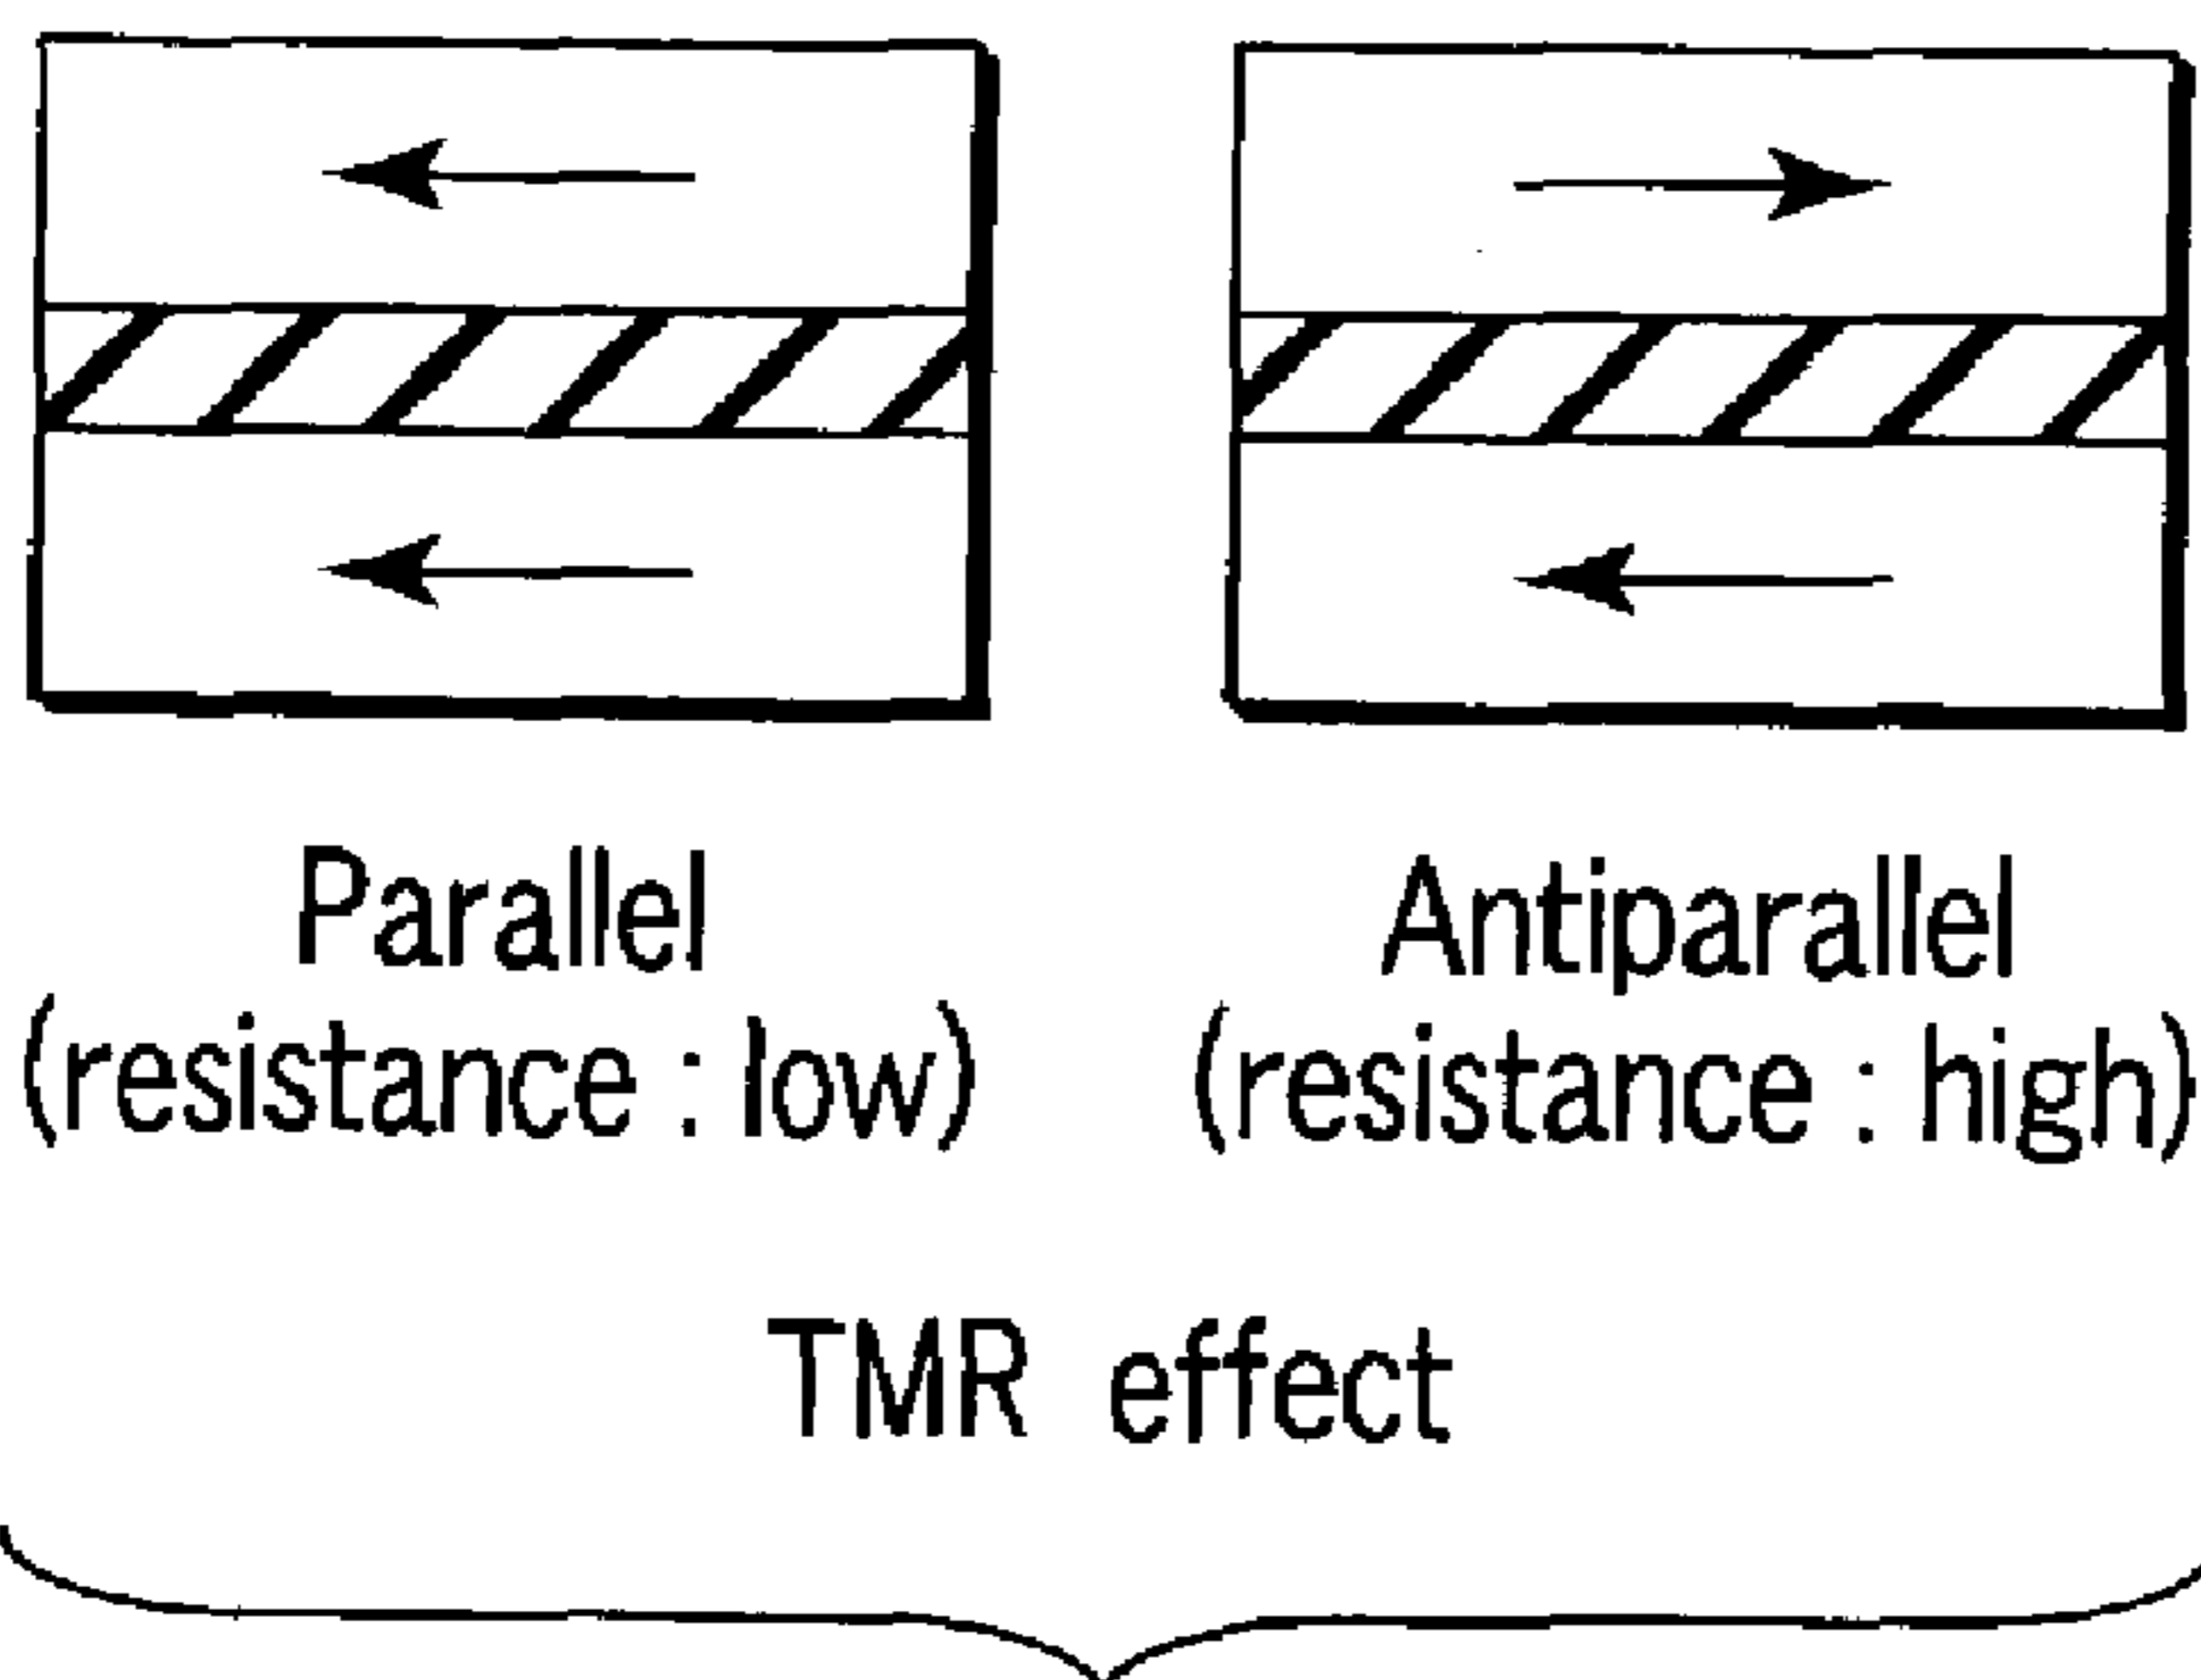 Parallel
(resistance : low)
Antiparallel
(resistance : high)
TMR effect